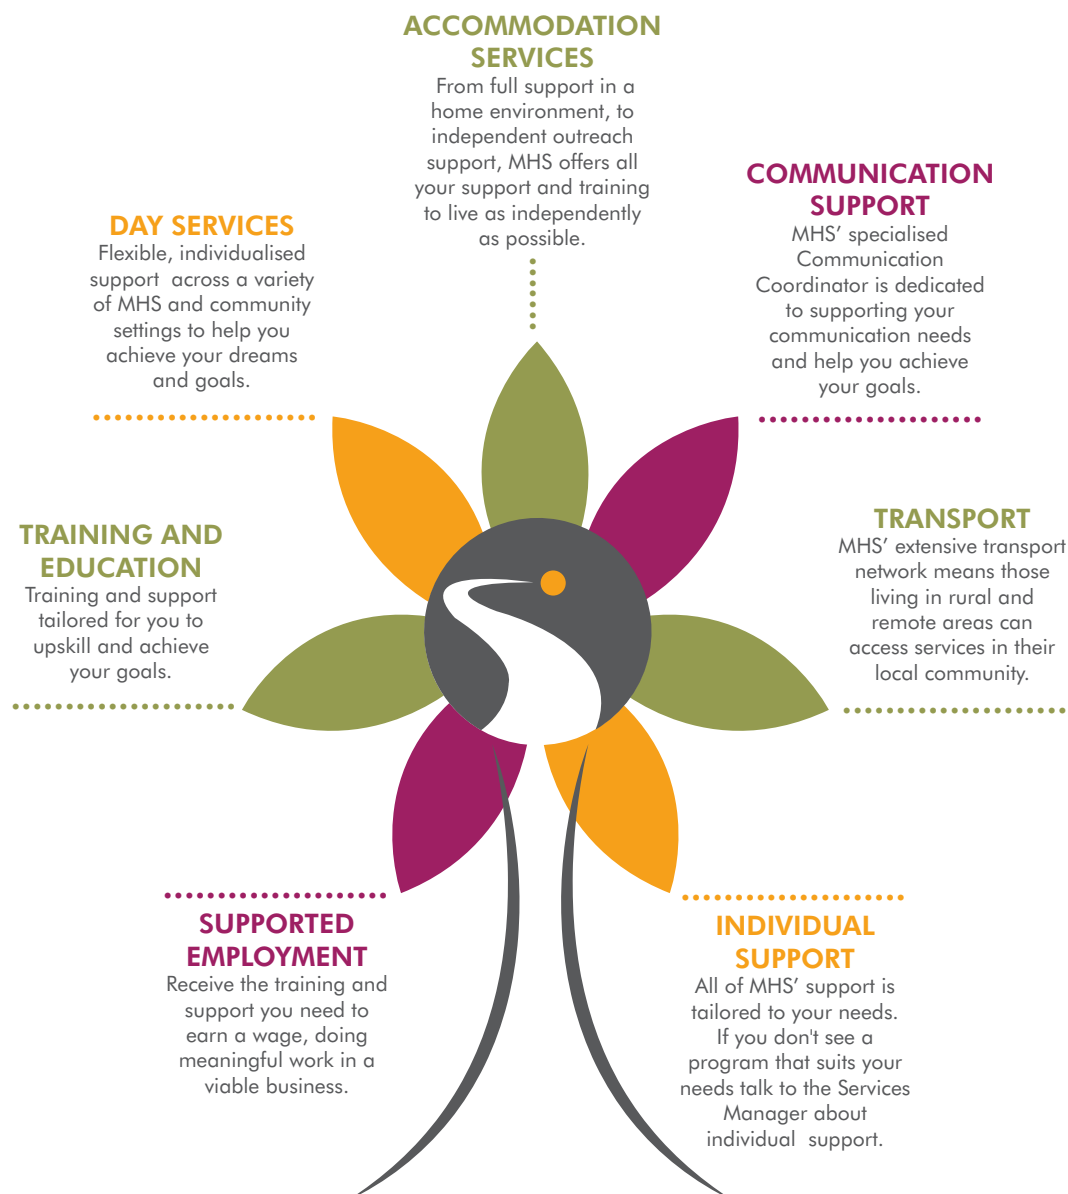 ACCOMMODATION
SERVICES
From full support in a
home environment, to
independent outreach
support, MHS offers all
your support and training
to live as independently
as possible.
COMMUNICATION
SUPPORT
MHS’ specialised
Communication
Coordinator is dedicated
to supporting your
communication needs
and help you achieve
your goals.
DAY SERVICES
Flexible, individualised
support across a variety
of MHS and community
settings to help you
achieve your dreams
and goals.
TRANSPORT
MHS’ extensive transport
network means those
living in rural and
remote areas can
access services in their
local community.
TRAINING AND
EDUCATION
Training and support
tailored for you to
upskill and achieve
your goals.
SUPPORTED
EMPLOYMENT
Receive the training and
support you need to
earn a wage, doing
meaningful work in a
viable business.
INDIVIDUAL
SUPPORT
All of MHS’ support is
tailored to your needs.
If you don't see a
program that suits your
needs talk to the Services
Manager about
individual support.